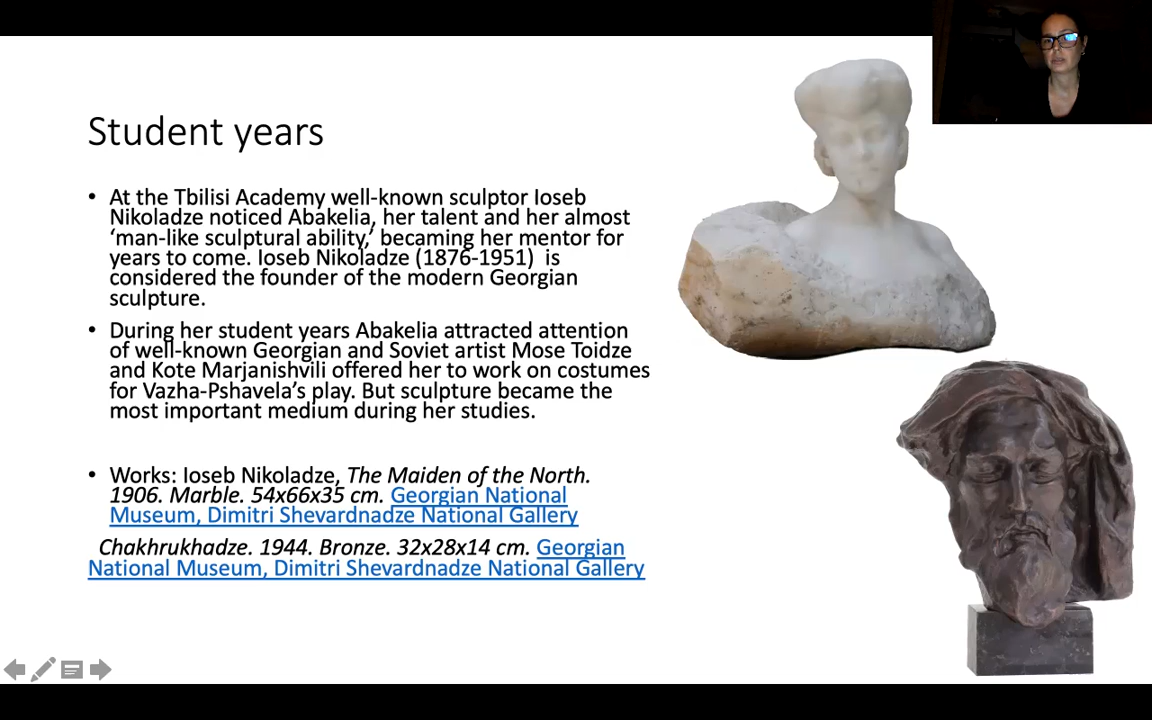 Student years
• At the Tbilisi Academy well-known sculptor Ioseb
Nikoladze noticed Abakelia, her talent and her almost
‘man-like sculptural ability,’ becaming her mentor for
years to come. Ioseb Nikoladze (1876-1951)  is
considered the founder of the modern Georgian
sculpture.
• During her student years Abakelia attracted attention
of well-known Georgian and Soviet artist Mose Toidze
and Kote Marjanishvili offered her to work on costumes
for Vazha-Pshavela’s play. But sculpture became the
most important medium during her studies.
• Works: Ioseb Nikoladze, The Maiden of the North.
1906. Marble. 54x66x35 cm. Georgian National
Museum, Dimitri Shevardnadze National Gallery
Chakhrukhadze. 1944. Bronze. 32x28x14 cm. Georgian
National Museum, Dimitri Shevardnadze National Gallery